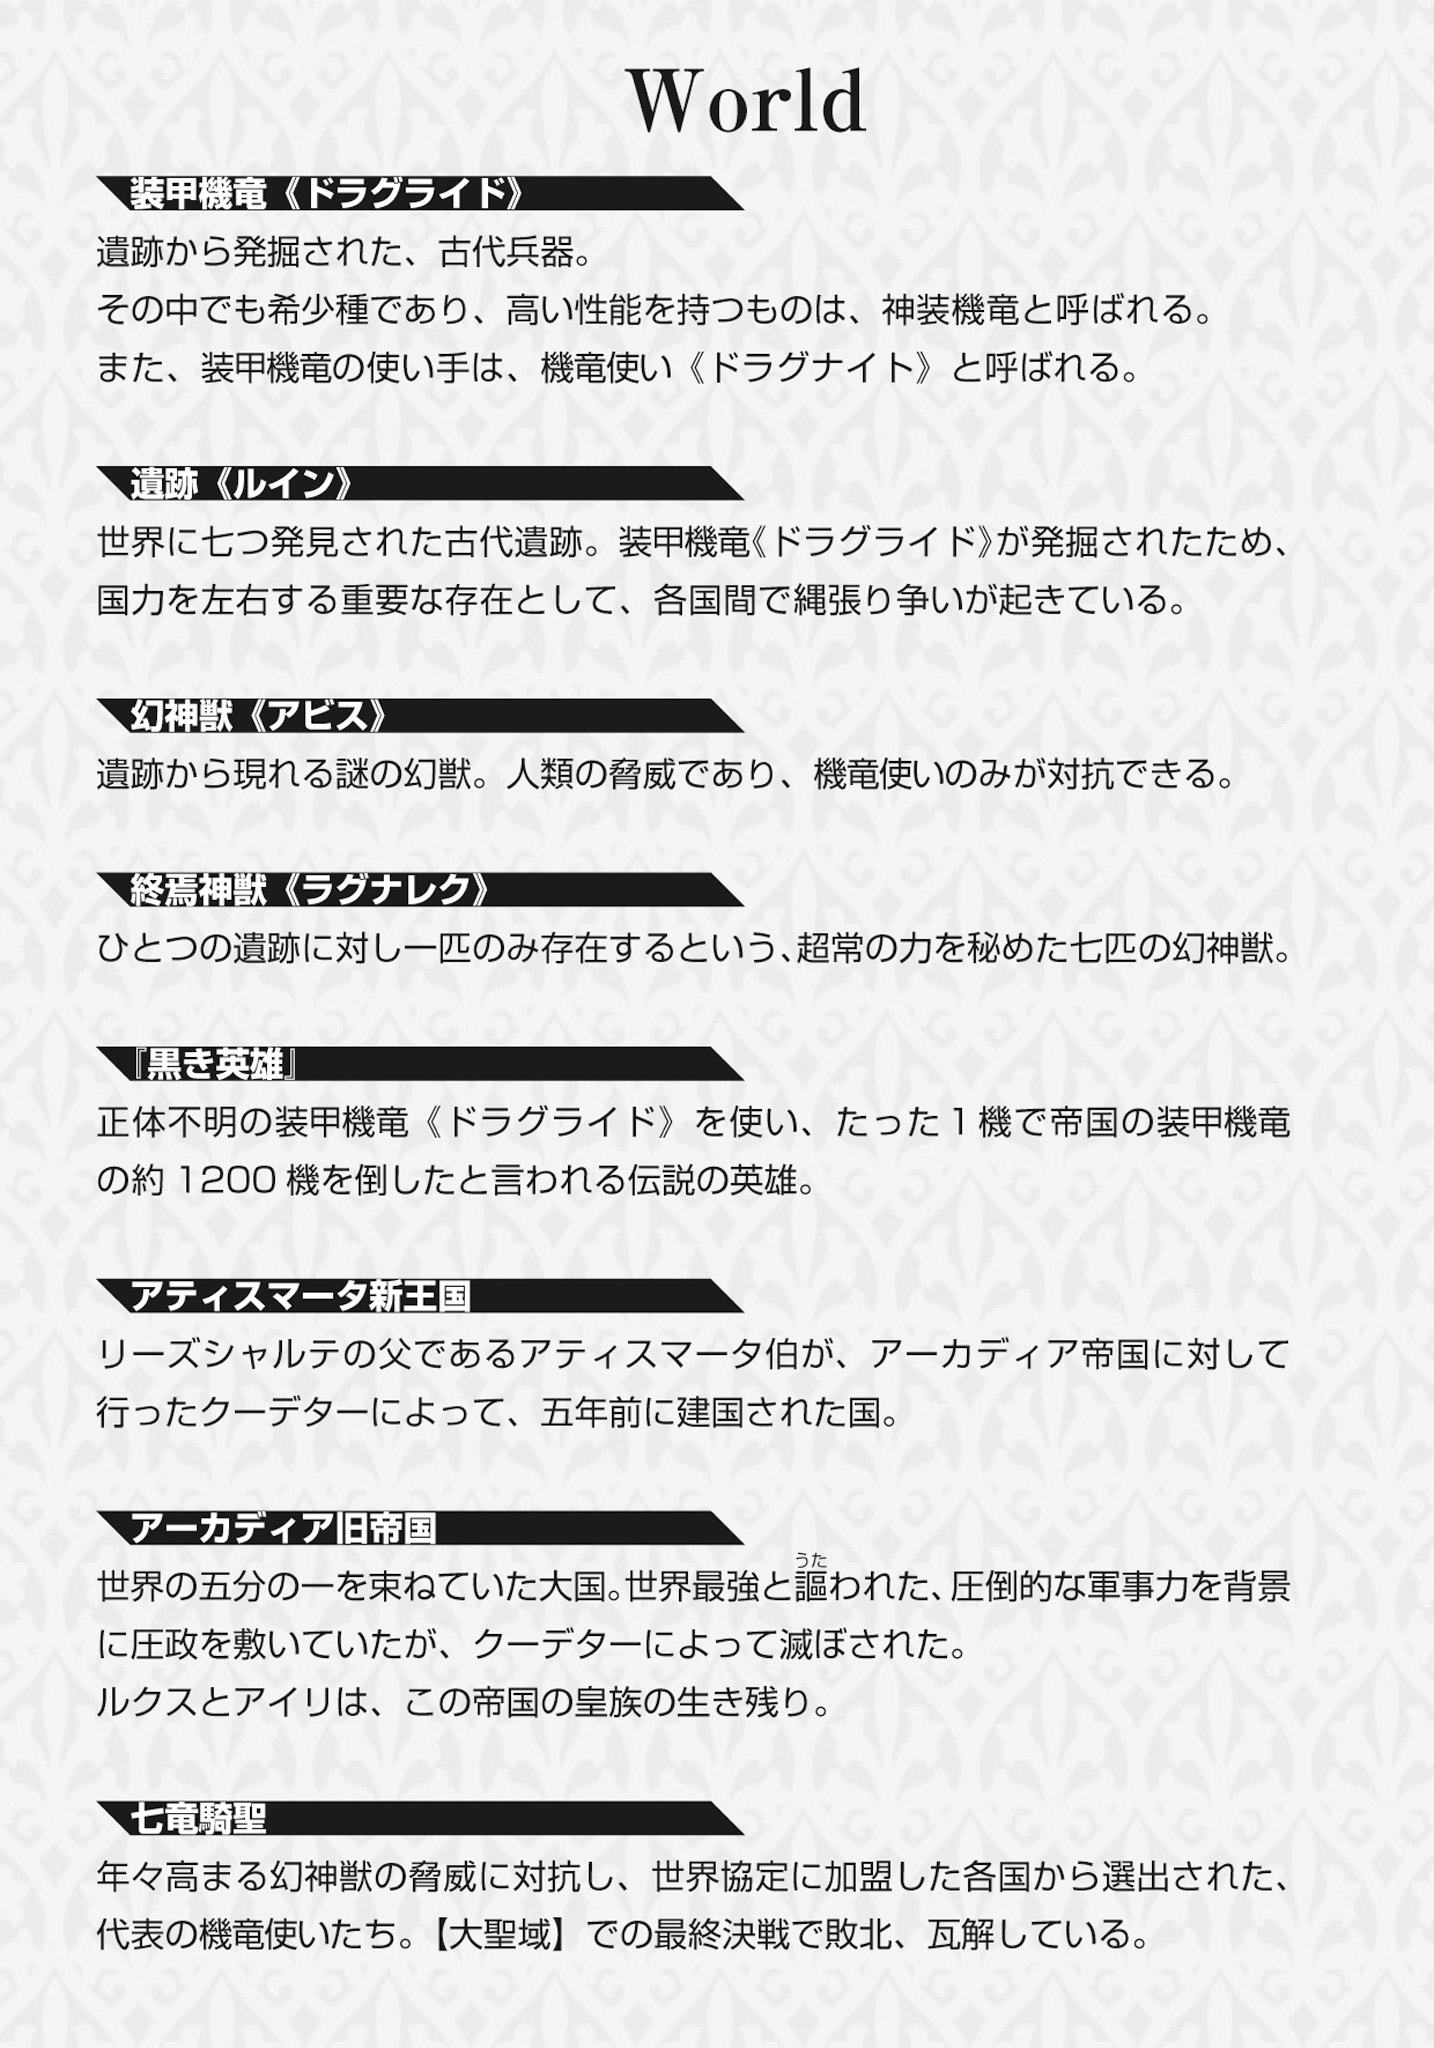 World
装甲機竜《ドラグライド》
遺跡から発掘された、古代兵器。
その中でも希少種であり、高い性能を持つものは、神装機竜と呼ばれる。
また、装甲機竜の使い手は、機竜使い《ドラグナイト》と呼ばれる。
遺跡《ルイン》
世界に七つ発見された古代遺跡。装甲機竜《ドラグライド》が発掘されたため、
国力を左右する重要な存在として、各国間で縄張り争いが起きている。
幻神獣《アビス》
遺跡から現れる謎の幻獣。人類の脅威であり、機竜使いのみが対抗できる。
終焉神獣《ラグナレク》
ひとつの遺跡に対し一匹のみ存在するという、超常の力を秘めた七匹の幻神獣。
『黒き英雄』
正体不明の装甲機竜《ドラグライド》を使い、たった1機で帝国の装甲機竜
の約1200機を倒したと言われる伝説の英雄。
アティスマータ新王国
リーズシャルテの父であるアティスマータ伯が、アーカディア帝国に対して
行ったクーデターによって、五年前に建国された国。
アーカディア旧帝国
うた
世界の五分の一を束ねていた大国。世界最強と謳われた、圧倒的な軍事力を背景
に圧政を敷いていたが、クーデターによって滅ぼされた。
ルクスとアイリは、この帝国の皇族の生き残り。
七竜騎聖
年々高まる幻神獣の脅威に対抗し、世界協定に加盟した各国から選出された、
代表の機竜使いたち。【大聖域】での最終決戦で敗北、瓦解している。